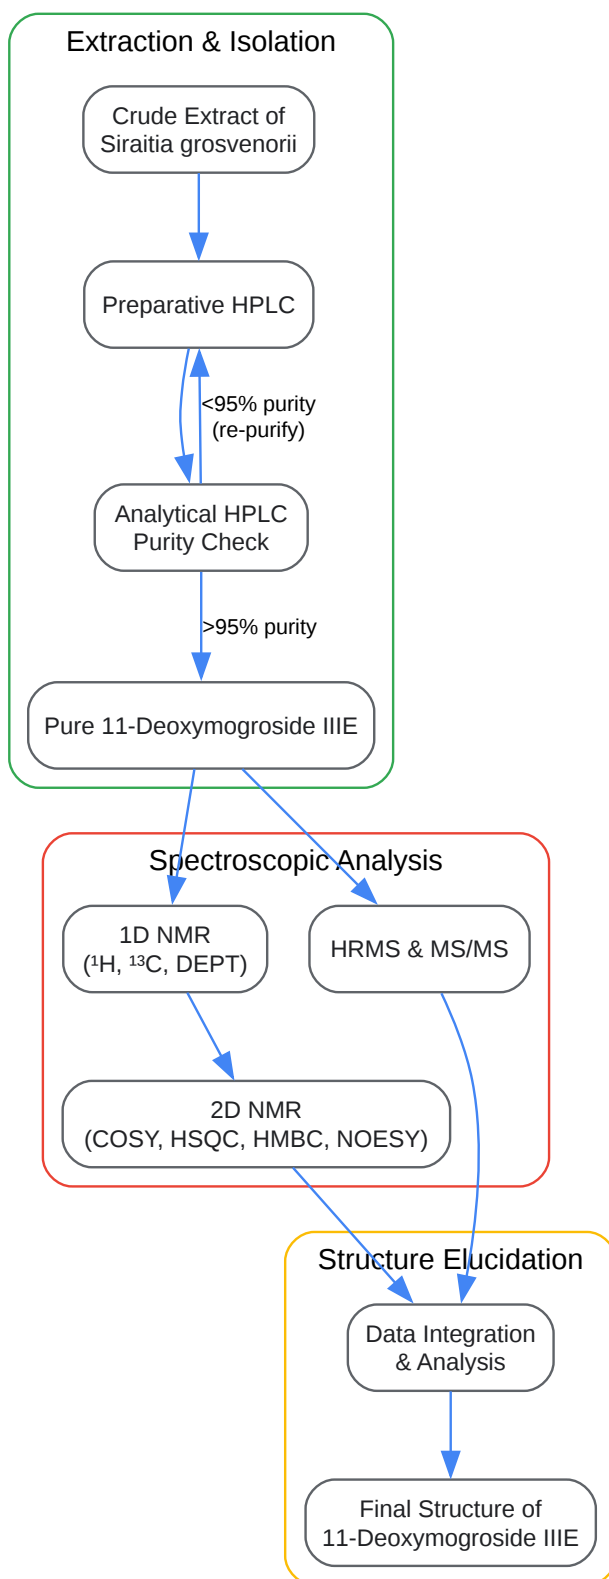 Extraction & Isolation
Crude Extract of
Siraitia grosvenorii
Preparative HPLC
<95% purity
(re-purify)
Analytical HPLC
Purity Check
>95% purity
Pure 11-Deoxymogroside IIIE
Spectroscopic Analysis
1D NMR
(¹H, ¹³C, DEPT)
HRMS & MS/MS
2D NMR
(COSY, HSQC, HMBC, NOESY)
Structure Elucidation
Data Integration
& Analysis
Final Structure of
11-Deoxymogroside IIIE